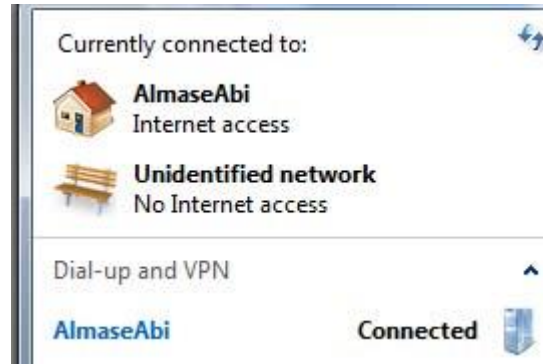 Currently connected to:
AlmaseAbi
Internet access
Unidentified network
No Internet access
Dial-up and VPN
AlmaseAbi Connected